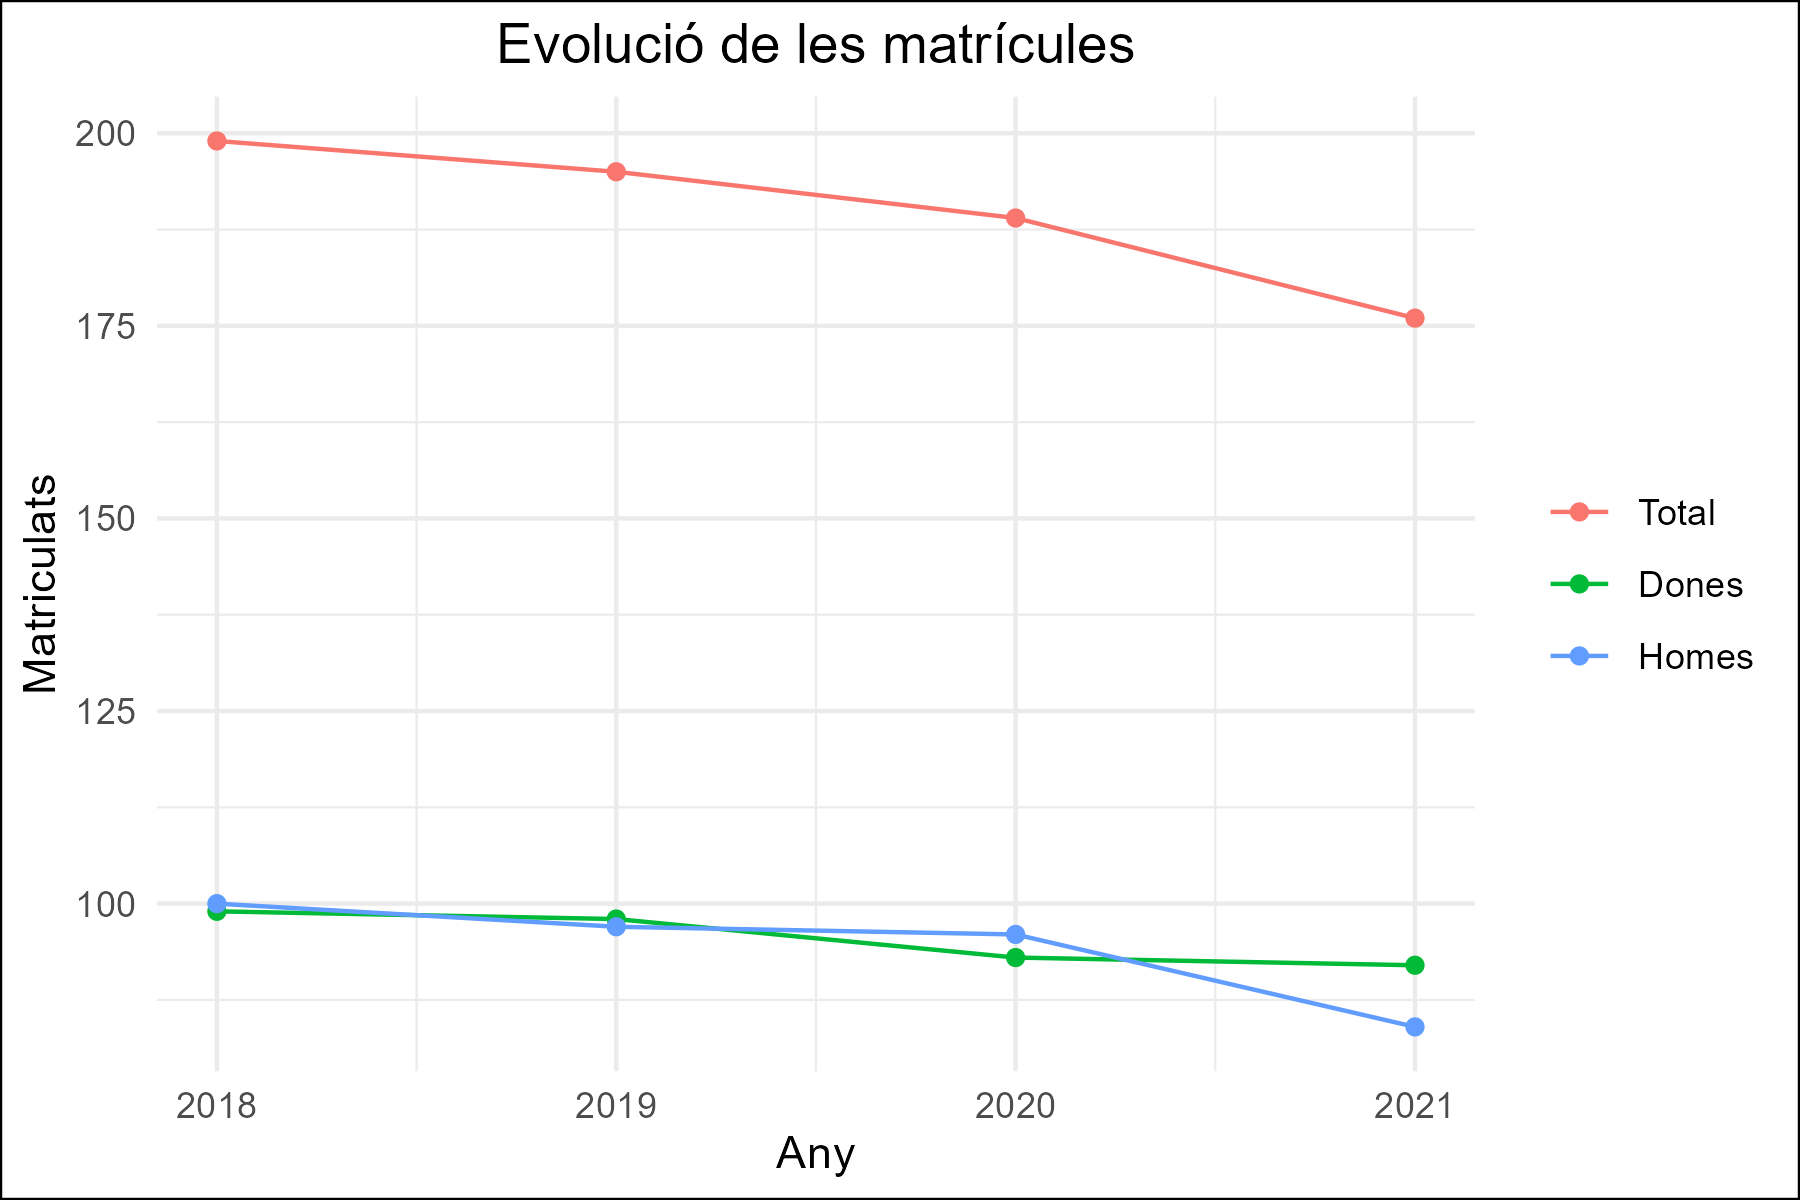 Evolució de les matrícules
Matriculats
200
175
150
125
100
2018 2019 2020 2021
Any
Total
Dones
Homes